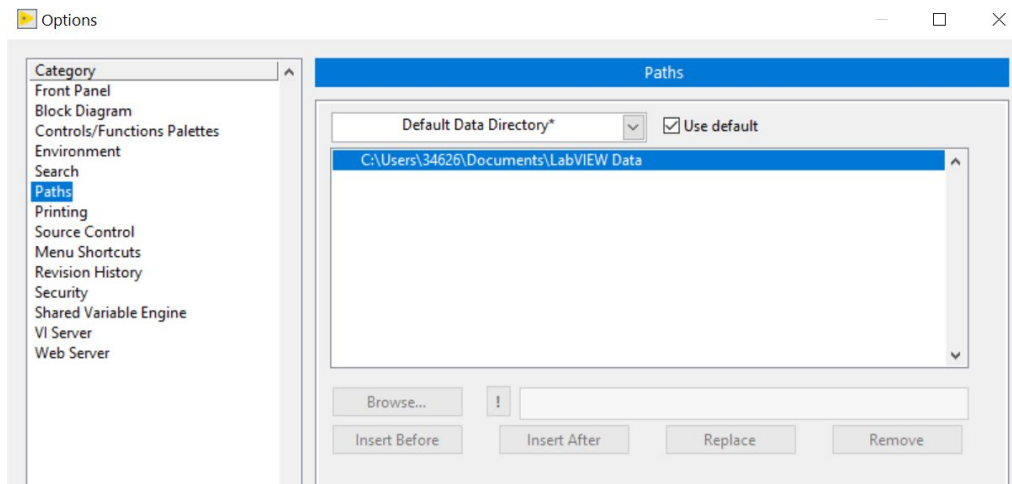 Options
Category
Front Panel
Block Diagram
Controls/Functions Palettes
Environment
Search
Paths
Printing
Source Control
Menu Shortcuts
Revision History
Security
Shared Variable Engine
VI Server
Web Server
Paths
Default Data Directory* Use default
C:\Users\34626\Documents\LabVIEW Data
Browse... !
Insert Before Insert After Replace Remove